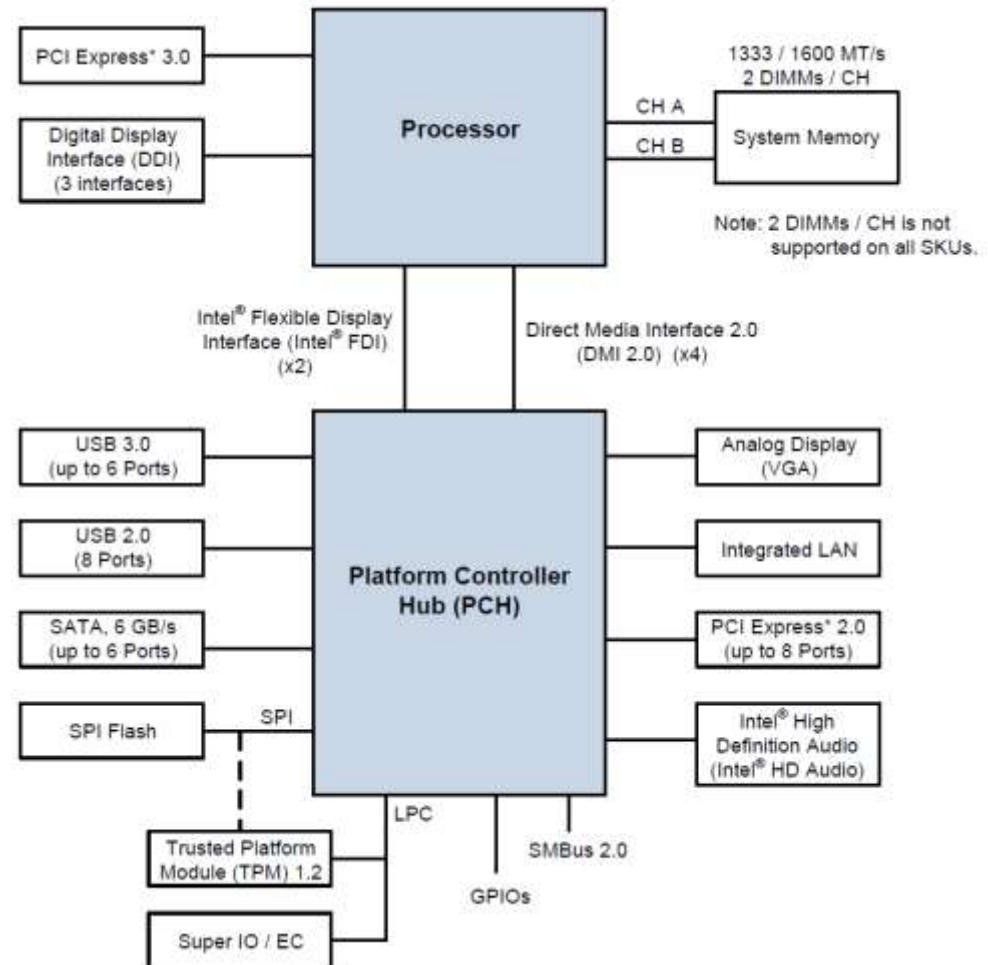 PCI Express* 3.0
Digital Display
Interface (DDI)
(3 interfaces)
Processor
1333 / 1600 MT/s
2 DIMMs / CH
CH A
CH B
System Memory
Note: 2 DIMMs / CH is not
supported on all SKUs.
Intel® Flexible Display
Interface (Intel® FDI)
(x2)
Direct Media Interface 2.0
(DMI 2.0) (x4)
USB 3.0
(up to 6 Ports)
USB 2.0
(8 Ports)
SATA, 6 GB/s
(up to 6 Ports)
SPI Flash
SPI
Platform Controller
Hub (PCH)
Analog Display
(VGA)
Integrated LAN
PCI Express* 2.0
(up to 8 Ports)
Intel® High
Definition Audio
(Intel® HD Audio)
LPC
Trusted Platform
Module (TPM) 1.2
Super IO / EC
SMBus 2.0
GPIOs